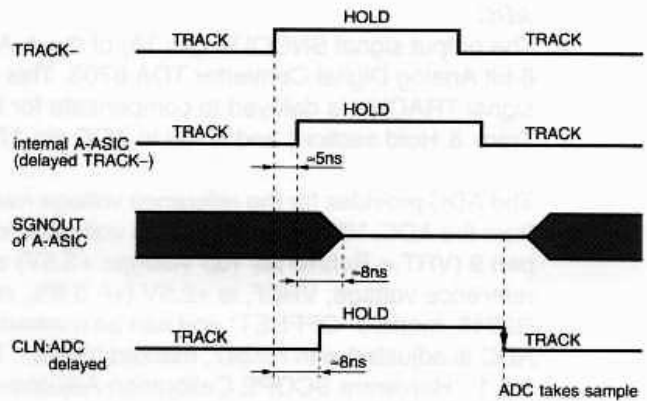 HOLD
TRACK–
TRACK
TRACK
HOLD
TRACK
TRACK
internal A-ASIC
(delayed TRACK–)
≈5ns
SGNOUT
of A-ASIC
≈8ns
HOLD
CLN:ADC
delayed
TRACK
TRACK
≈8ns
ADC takes sample